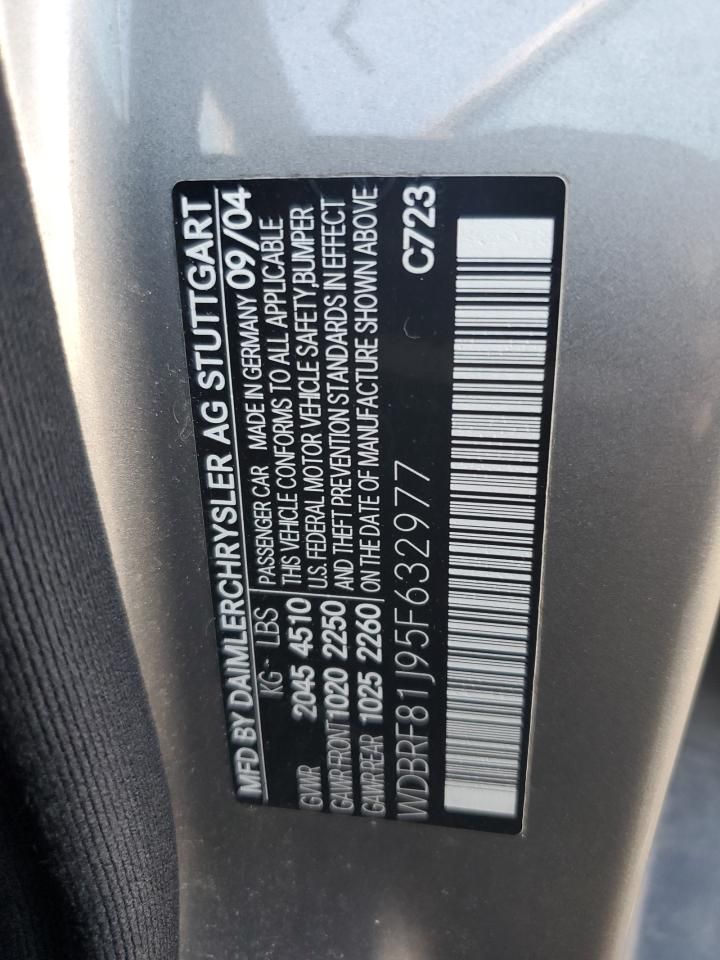 MFD BY DAIMLERCHRYSLER AG STUTTGART
KG - LBS PASSENGER CAR MADE IN GERMANY 09/04
GVWR 2045 4510 THIS VEHICLE CONFORMS TO ALL APPLICABLE
U.S. FEDERAL MOTOR VEHICLE SAFETY, BUMPER
GAWR FRONT 1020 2250 AND THEFT PREVENTION STANDARDS IN EFFECT
GAWR REAR 1025 2260 ON THE DATE OF MANUFACTURE SHOWN ABOVE
WDBRF81J95F632977 C723